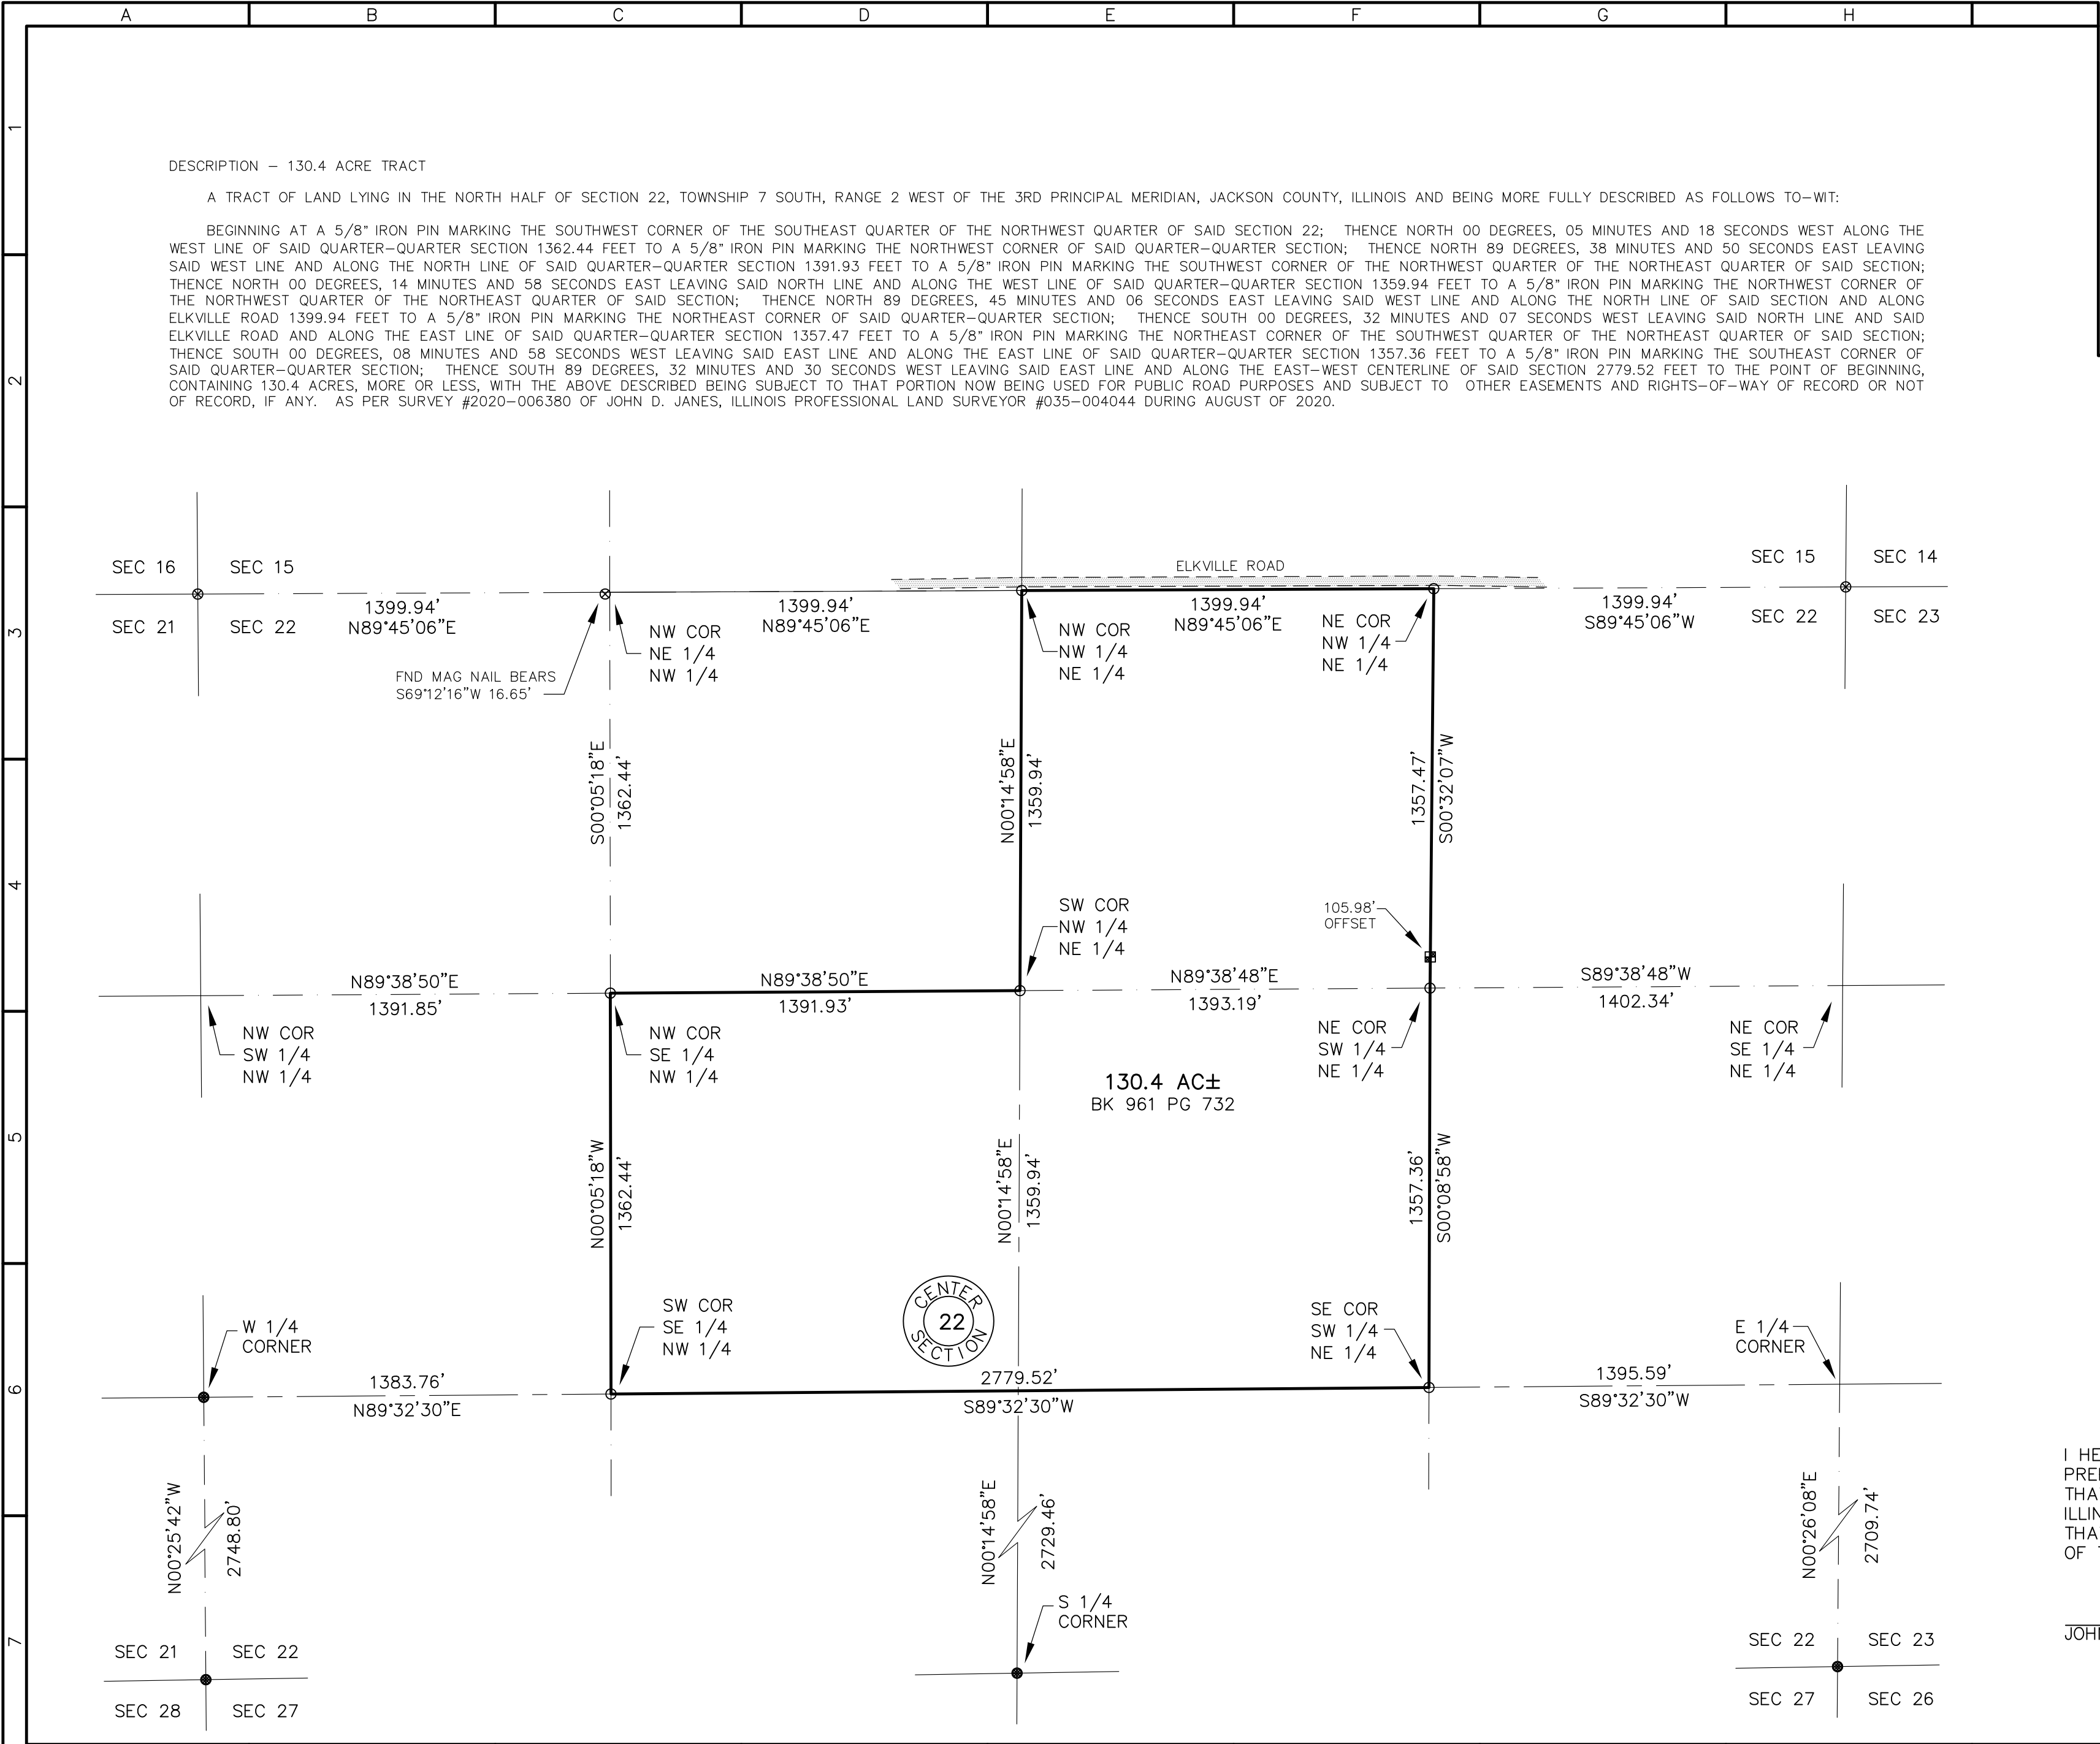 A B C D E F G H
1
DESCRIPTION – 130.4 ACRE TRACT
A TRACT OF LAND LYING IN THE NORTH HALF OF SECTION 22, TOWNSHIP 7 SOUTH, RANGE 2 WEST OF THE 3RD PRINCIPAL MERIDIAN, JACKSON COUNTY, ILLINOIS AND BEING MORE FULLY DESCRIBED AS FOLLOWS TO–WIT:
BEGINNING AT A 5/8" IRON PIN MARKING THE SOUTHWEST CORNER OF THE SOUTHEAST QUARTER OF THE NORTHWEST QUARTER OF SAID SECTION 22; THENCE NORTH 00 DEGREES, 05 MINUTES AND 18 SECONDS WEST ALONG THE
WEST LINE OF SAID QUARTER–QUARTER SECTION 1362.44 FEET TO A 5/8" IRON PIN MARKING THE NORTHWEST CORNER OF SAID QUARTER–QUARTER SECTION; THENCE NORTH 89 DEGREES, 38 MINUTES AND 50 SECONDS EAST LEAVING
SAID WEST LINE AND ALONG THE NORTH LINE OF SAID QUARTER–QUARTER SECTION 1391.93 FEET TO A 5/8" IRON PIN MARKING THE SOUTHWEST CORNER OF THE NORTHWEST QUARTER OF THE NORTHEAST QUARTER OF SAID SECTION;
THENCE NORTH 00 DEGREES, 14 MINUTES AND 58 SECONDS EAST LEAVING SAID NORTH LINE AND ALONG THE WEST LINE OF SAID QUARTER–QUARTER SECTION 1359.94 FEET TO A 5/8" IRON PIN MARKING THE NORTHWEST CORNER OF
THE NORTHWEST QUARTER OF THE NORTHEAST QUARTER OF SAID SECTION; THENCE NORTH 89 DEGREES, 45 MINUTES AND 06 SECONDS EAST LEAVING SAID WEST LINE AND ALONG THE NORTH LINE OF SAID SECTION AND ALONG
ELKVILLE ROAD 1399.94 FEET TO A 5/8" IRON PIN MARKING THE NORTHEAST CORNER OF SAID QUARTER–QUARTER SECTION; THENCE SOUTH 00 DEGREES, 32 MINUTES AND 07 SECONDS WEST LEAVING SAID NORTH LINE AND SAID
ELKVILLE ROAD AND ALONG THE EAST LINE OF SAID QUARTER–QUARTER SECTION 1357.47 FEET TO A 5/8" IRON PIN MARKING THE NORTHEAST CORNER OF THE SOUTHWEST QUARTER OF THE NORTHEAST QUARTER OF SAID SECTION;
THENCE SOUTH 00 DEGREES, 08 MINUTES AND 58 SECONDS WEST LEAVING SAID EAST LINE AND ALONG THE EAST LINE OF SAID QUARTER–QUARTER SECTION 1357.36 FEET TO A 5/8" IRON PIN MARKING THE SOUTHEAST CORNER OF
SAID QUARTER–QUARTER SECTION; THENCE SOUTH 89 DEGREES, 32 MINUTES AND 30 SECONDS WEST LEAVING SAID EAST LINE AND ALONG THE EAST–WEST CENTERLINE OF SAID SECTION 2779.52 FEET TO THE POINT OF BEGINNING,
CONTAINING 130.4 ACRES, MORE OR LESS, WITH THE ABOVE DESCRIBED BEING SUBJECT TO THAT PORTION NOW BEING USED FOR PUBLIC ROAD PURPOSES AND SUBJECT TO OTHER EASEMENTS AND RIGHTS–OF–WAY OF RECORD OR NOT
OF RECORD, IF ANY. AS PER SURVEY #2020–006380 OF JOHN D. JANES, ILLINOIS PROFESSIONAL LAND SURVEYOR #035–004044 DURING AUGUST OF 2020.
2
SEC 16 SEC 15
SEC 21 SEC 22
1399.94'
N89°45'06"E
1399.94'
N89°45'06"E
ELKVILLE ROAD
1399.94'
N89°45'06"E
1399.94'
S89°45'06"W
SEC 15 SEC 14
SEC 22 SEC 23
3
FND MAG NAIL BEARS
S69°12'16"W 16.65'
NW COR
NE 1/4
NW 1/4
NW COR
NW 1/4
NE 1/4
NE COR
NW 1/4
NE 1/4
S00°05'18"E
1362.44'
N00°14'58"E
1359.94'
1357.47'
S00°32'07"W
4
SW COR
NW 1/4
NE 1/4
105.98'
OFFSET
N89°38'50"E
1391.85'
N89°38'50"E
1391.93'
N89°38'48"E
1393.19'
S89°38'48"W
1402.34'
NW COR
SW 1/4
NW 1/4
NW COR
SE 1/4
NW 1/4
NE COR
SW 1/4
NE 1/4
NE COR
SE 1/4
NE 1/4
130.4 AC±
BK 961 PG 732
5
N00°05'18"W
1362.44'
N00°14'58"E
1359.94'
1357.36'
S00°08'58"W
W 1/4
CORNER
SW COR
SE 1/4
NW 1/4
CENTER
22
SECTION
SE COR
SW 1/4
NE 1/4
E 1/4
CORNER
6
1383.76'
N89°32'30"E
2779.52'
S89°32'30"W
1395.59'
S89°32'30"W
N00°25'42"W
2748.80'
N00°14'58"E
2729.46'
N00°26'08"E
2709.74'
I HE
PRE
THA
ILLIN
THA
OF
S 1/4
CORNER
7
SEC 21 SEC 22
SEC 28 SEC 27
SEC 22 SEC 23
SEC 27 SEC 26
JOH